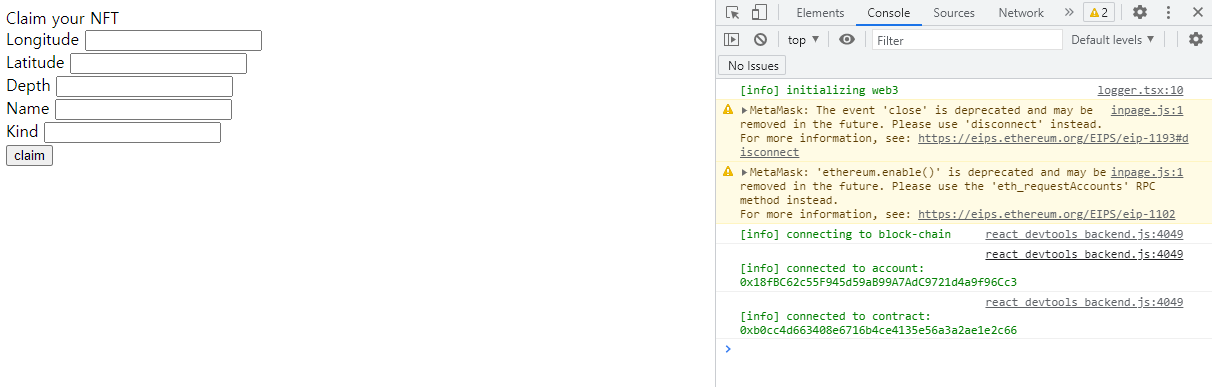 Claim your NFT
Longitude
Latitude
Depth
Name
Kind
claim
Elements Console Sources Network » 2
top ▼ Filter Default levels ▼
No Issues
[info] initializing web3 logger.tsx:10
▶MetaMask: The event 'close' is deprecated and may be inpage.js:1
removed in the future. Please use 'disconnect' instead.
For more information, see: https://eips.ethereum.org/EIPS/eip-1193#d
isconnect
▶MetaMask: 'ethereum.enable()' is deprecated and may be inpage.js:1
removed in the future. Please use the 'eth_requestAccounts' RPC
method instead.
For more information, see: https://eips.ethereum.org/EIPS/eip-1102
[info] connecting to block-chain react_devtools_backend.js:4049
react_devtools_backend.js:4049
[info] connected to account:
0x18fBC62c55F945d59aB99A7AdC9721d4a9f96Cc3
react_devtools_backend.js:4049
[info] connected to contract:
0xb0cc4d663408e6716b4ce4135e56a3a2ae1e2c66